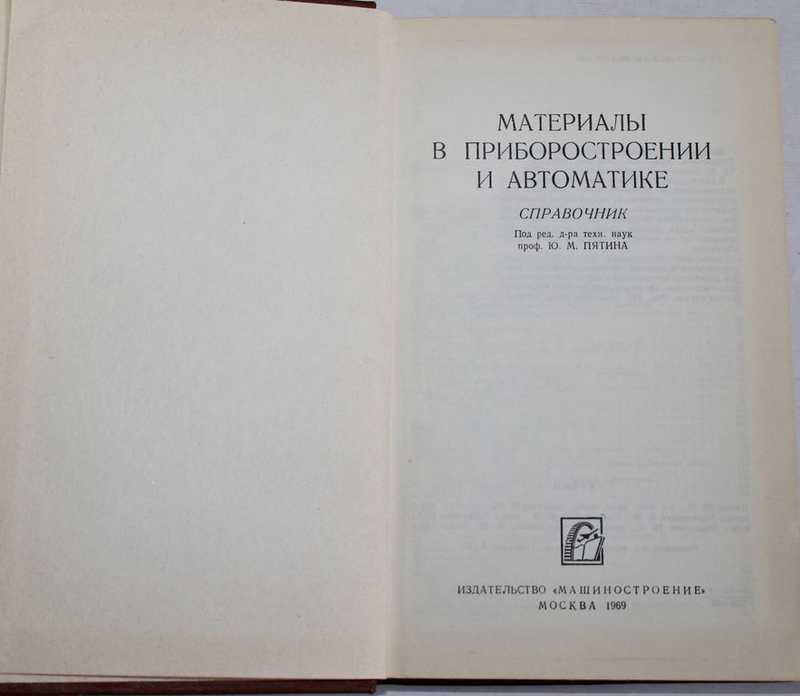 МАТЕРИАЛЫ
В ПРИБОРОСТРОЕНИИ
И АВТОМАТИКЕ
СПРАВОЧНИК
Под ред. д-ра техн. наук
проф. Ю. М. ПЯТИНА
ИЗДАТЕЛЬСТВО «МАШИНОСТРОЕНИЕ»
МОСКВА 1969